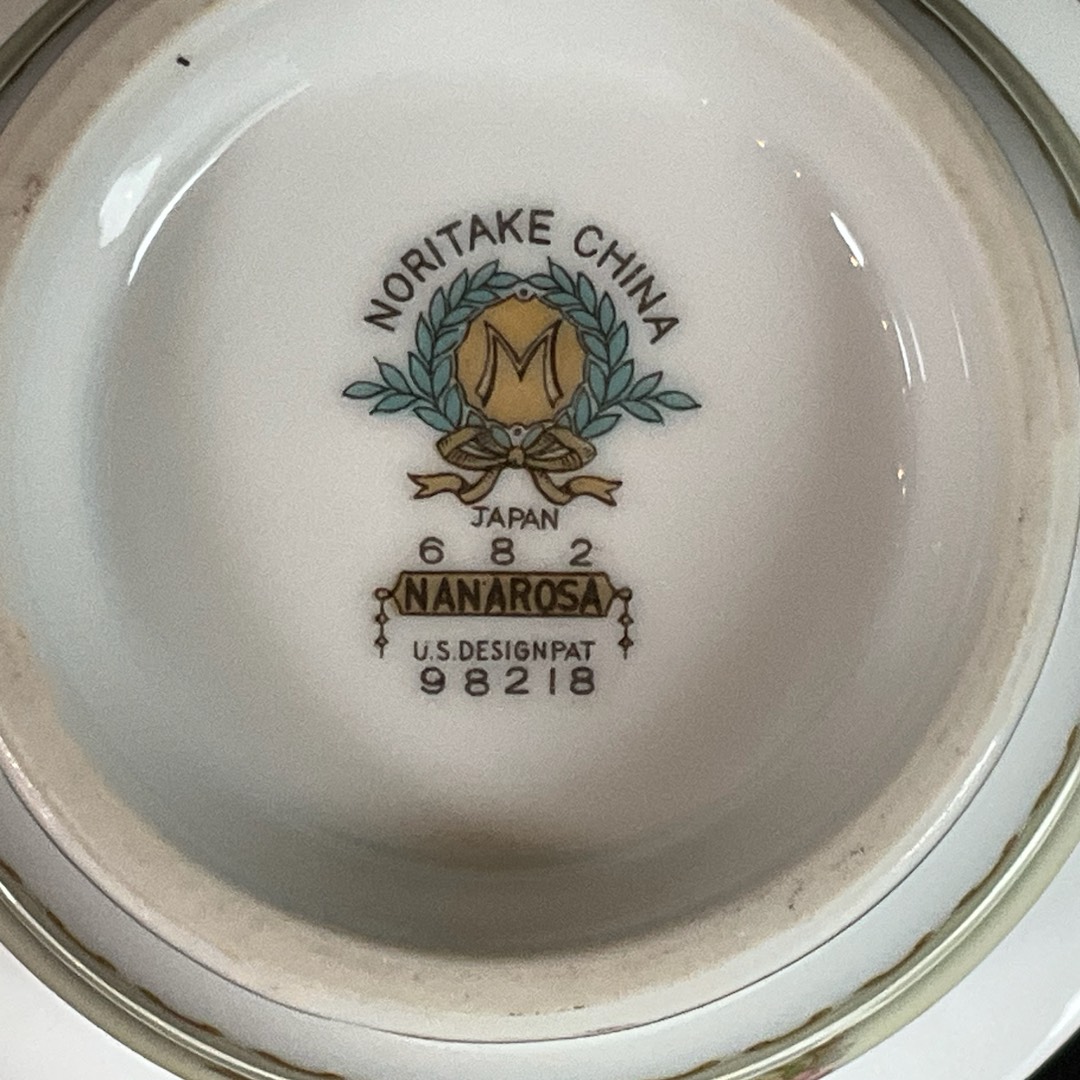 NORITAKE CHINA
M
JAPAN
6 8 2
NANAROSA
U.S.DESIGN PAT
98218